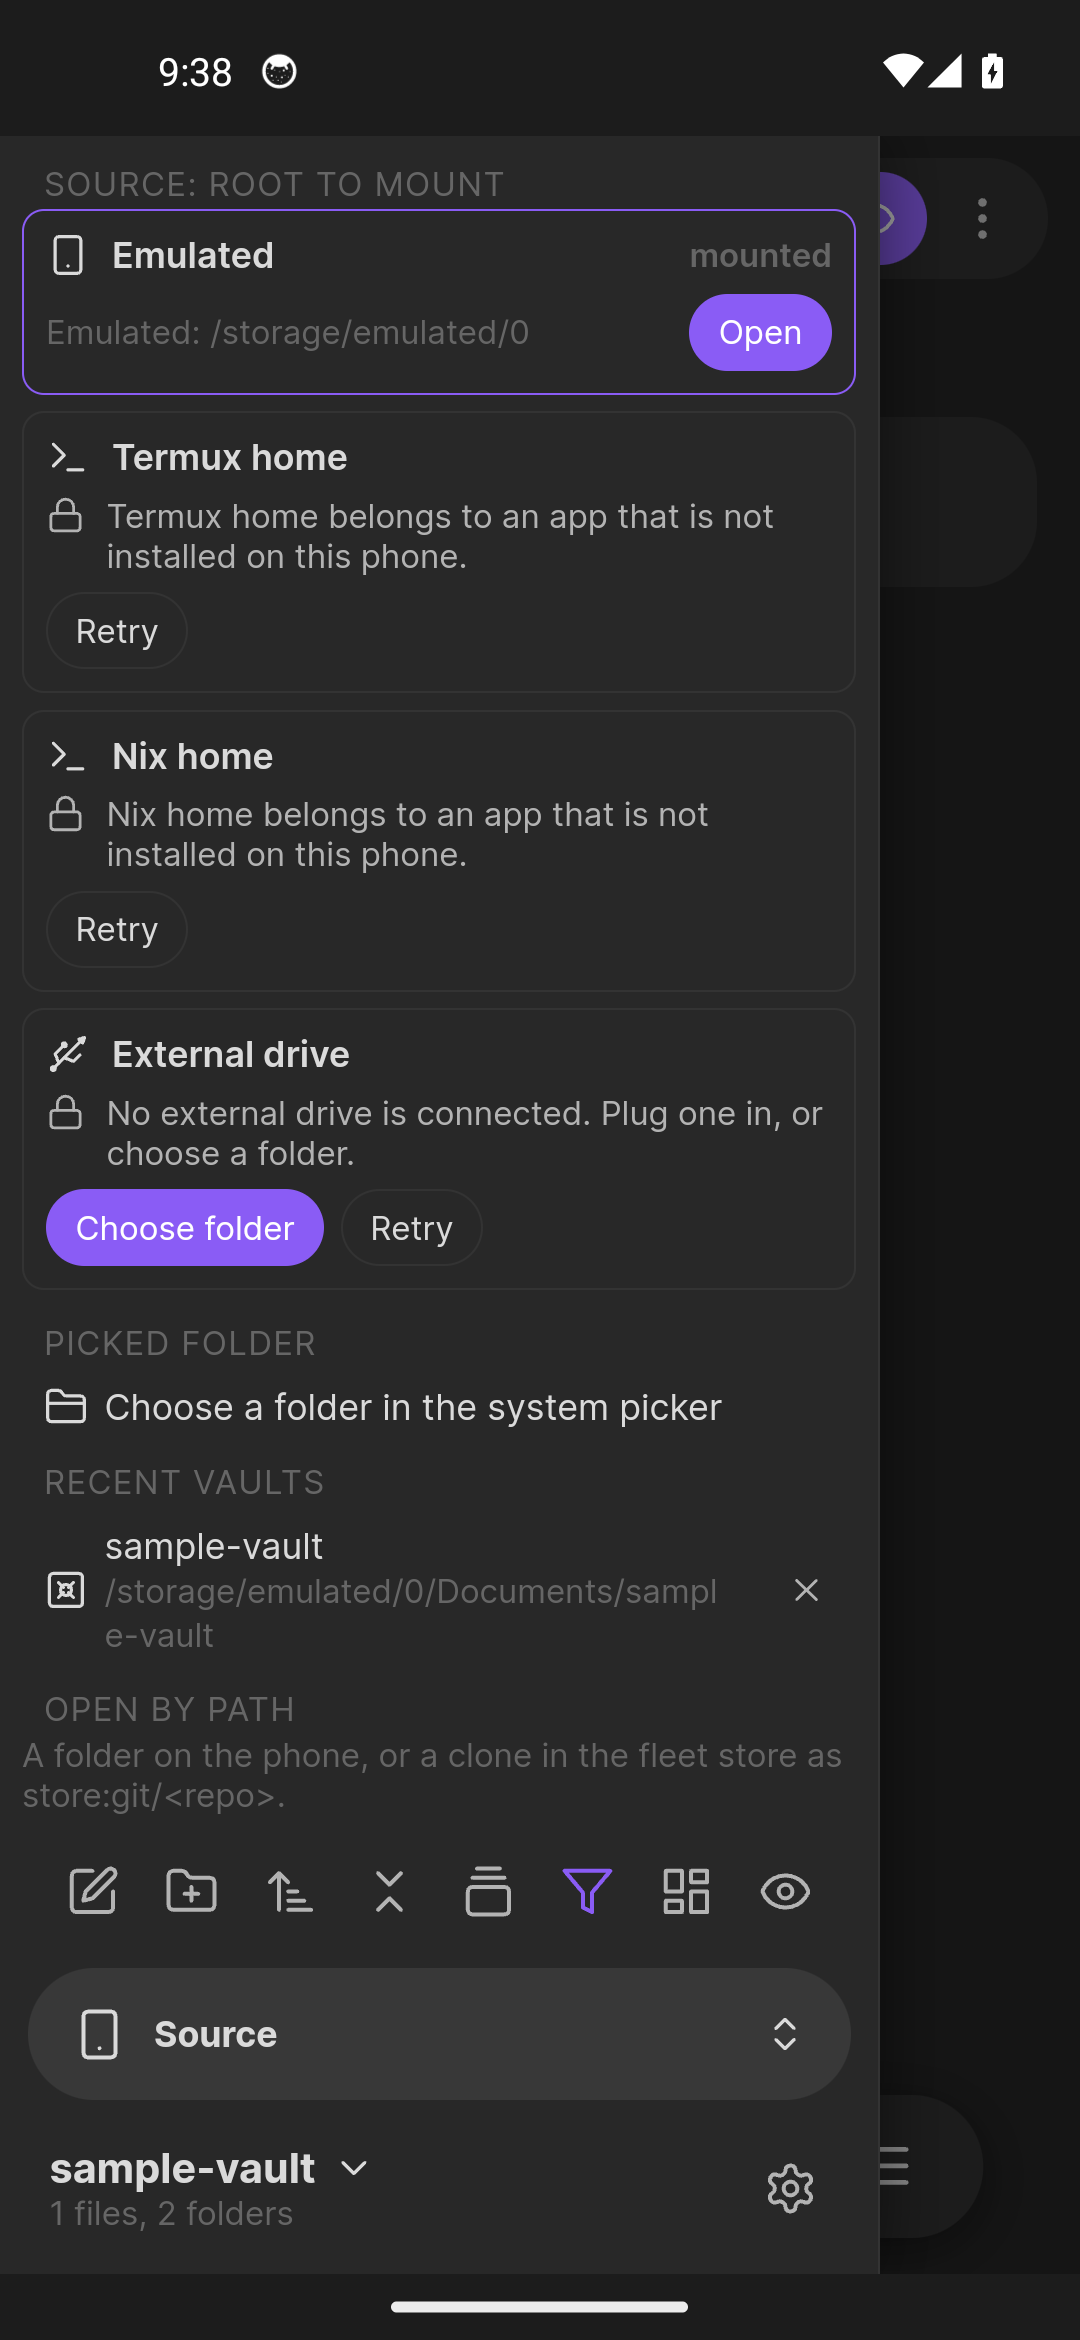 9:38
SOURCE: ROOT TO MOUNT
Emulated
mounted
Emulated: /storage/emulated/0
Open
Termux home
Termux home belongs to an app that is not
installed on this phone.
Retry
Nix home
Nix home belongs to an app that is not
installed on this phone.
Retry
External drive
No external drive is connected. Plug one in, or
choose a folder.
Choose folder
Retry
PICKED FOLDER
Choose a folder in the system picker
RECENT VAULTS
sample-vault
/storage/emulated/0/Documents/sampl
e-vault
OPEN BY PATH
A folder on the phone, or a clone in the fleet store as
store:git/<repo>.
Source
sample-vault
1 files, 2 folders